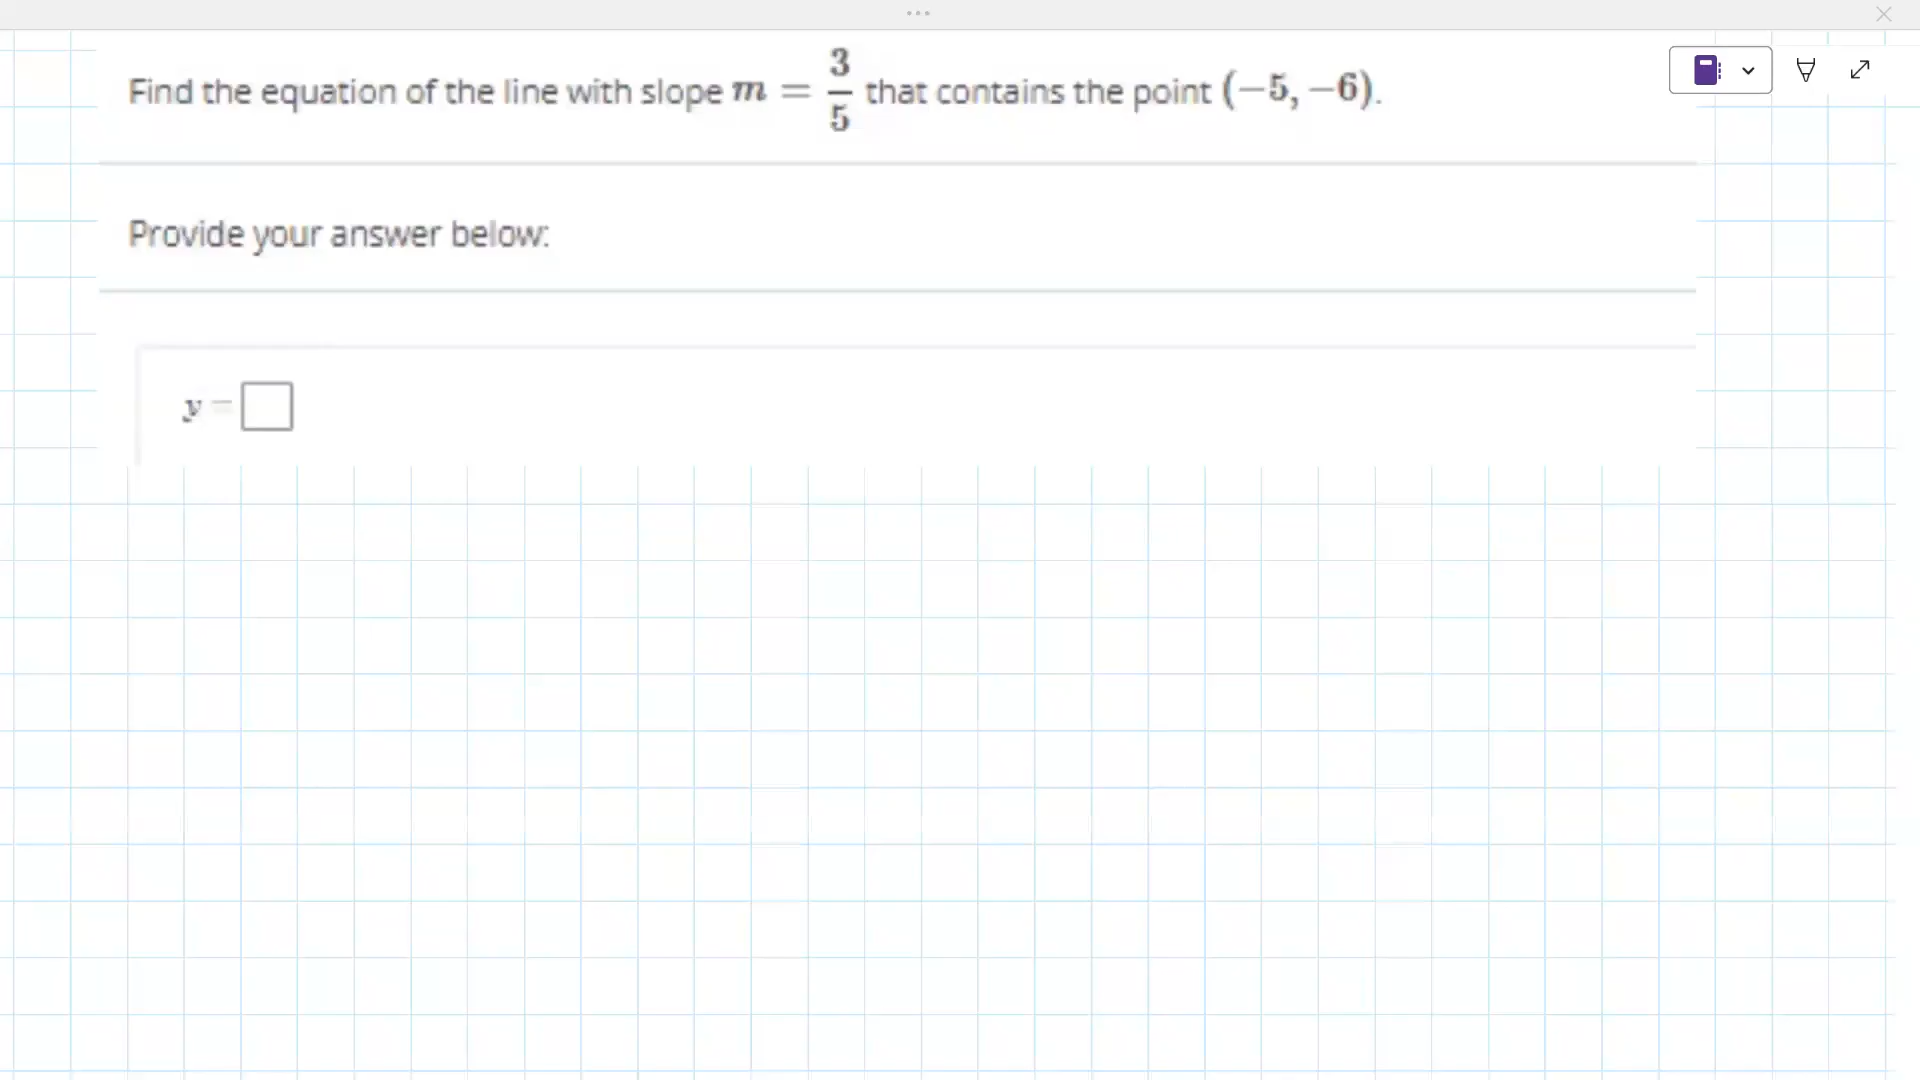 Find the equation of the line with slope m = 3/5 that contains the point (−5, −6).
Provide your answer below:
y =